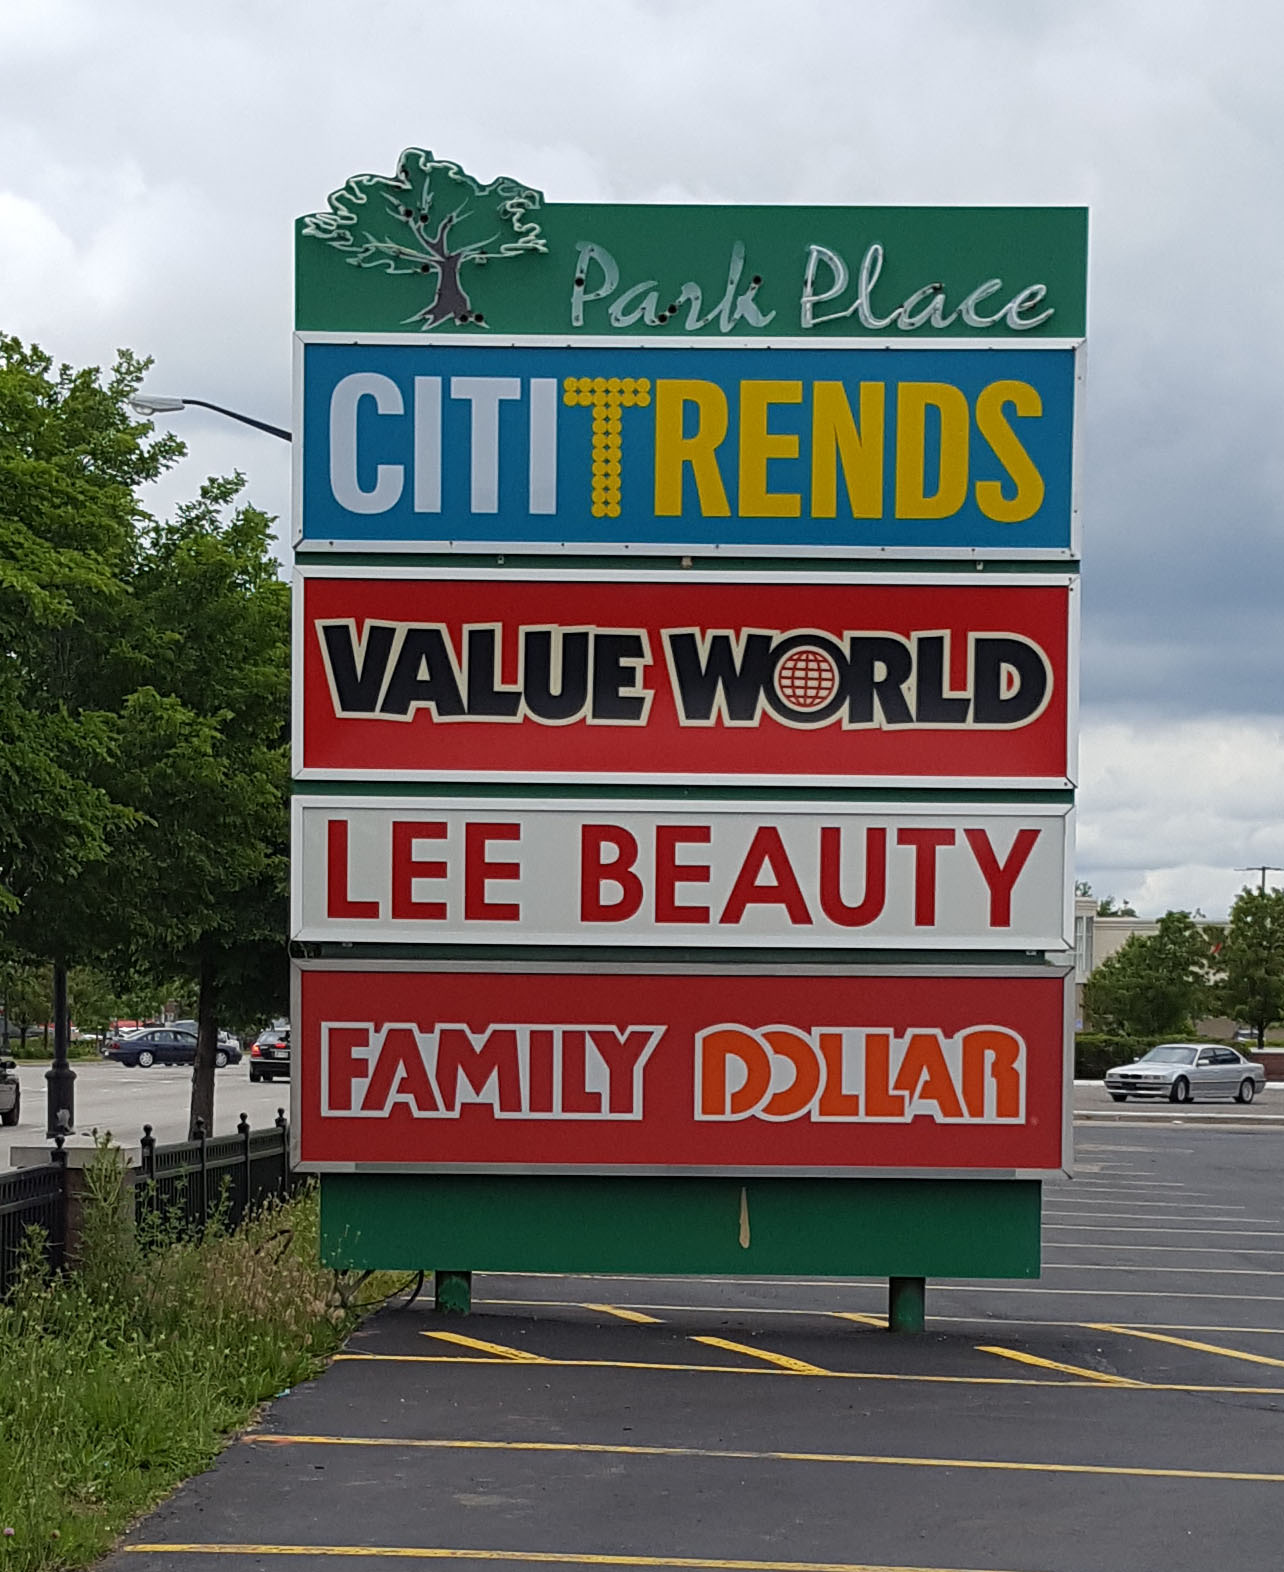 Park Place
CITITRENDS
VALUE WORLD
LEE BEAUTY
FAMILY DOLLAR